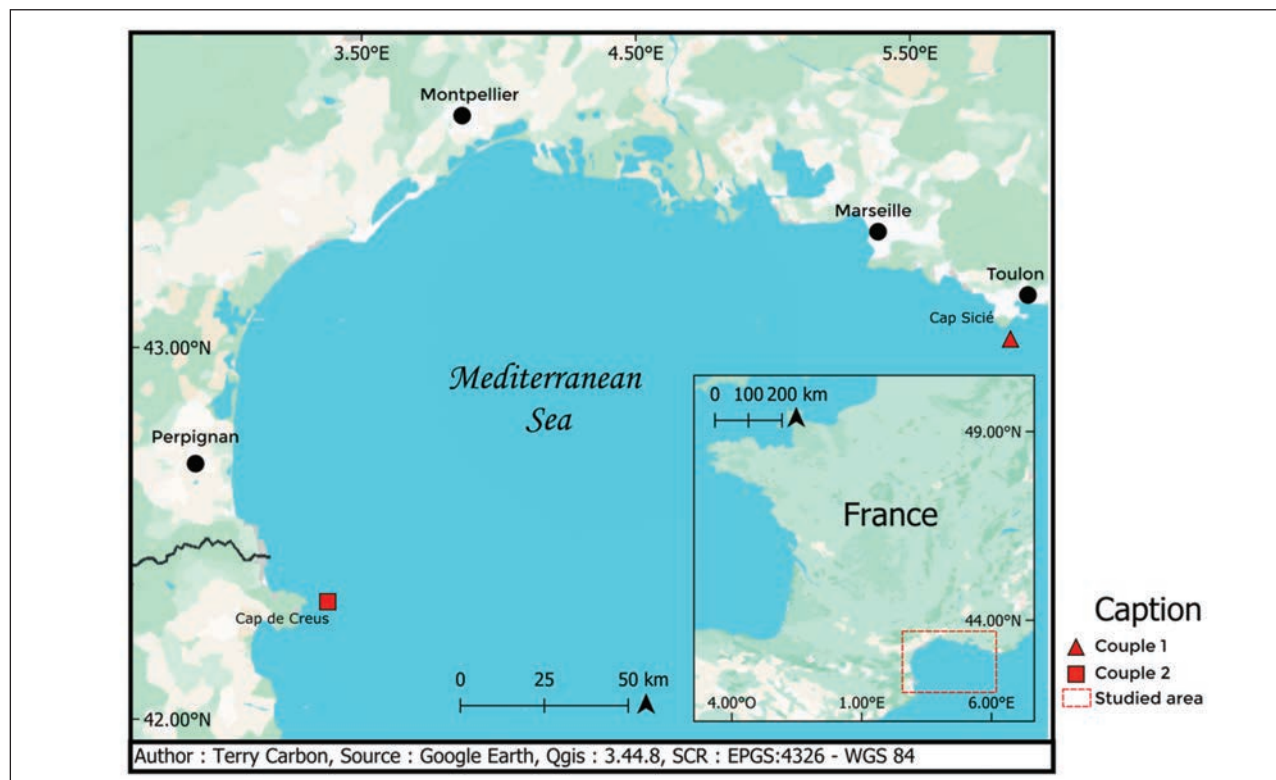 3.50°E 4.50°E 5.50°E
Montpellier
Marseille
Toulon
Cap Sicié
43.00°N
Mediterranean
Sea
Perpignan
Cap de Creus
0 25 50 km
42.00°N
0 100 200 km
49.00°N
France
44.00°N
4.00°O 1.00°E 6.00°E
Caption
Couple 1
Couple 2
Studied area
Author : Terry Carbon, Source : Google Earth, Qgis : 3.44.8, SCR : EPGS:4326 - WGS 84